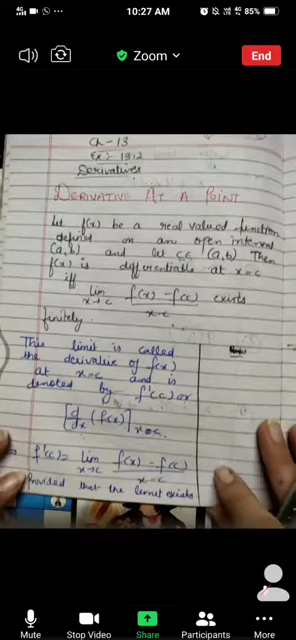 4G
10:27 AM
4G 85%
Zoom
End
Ch - 13
Ex :- 13.2
Derivatives
DERIVATIVE AT A POINT
Let f(x) be a real valued function
defined on an open interval
(a,b) and let c ∈ (a,b) Then
f(x) is differentiable at x=c
iff lim x→c f(x) - f(c) / x-c exists
finitely.
This limit is called
the derivative of f(x)
at x=c and is
denoted by f'(c) or
[d/dx (f(x))] x=c.
f'(c) = lim x→c f(x) - f(c) / x-c
Provided that the limit exists
Mute
Stop Video
Share
Participants
More